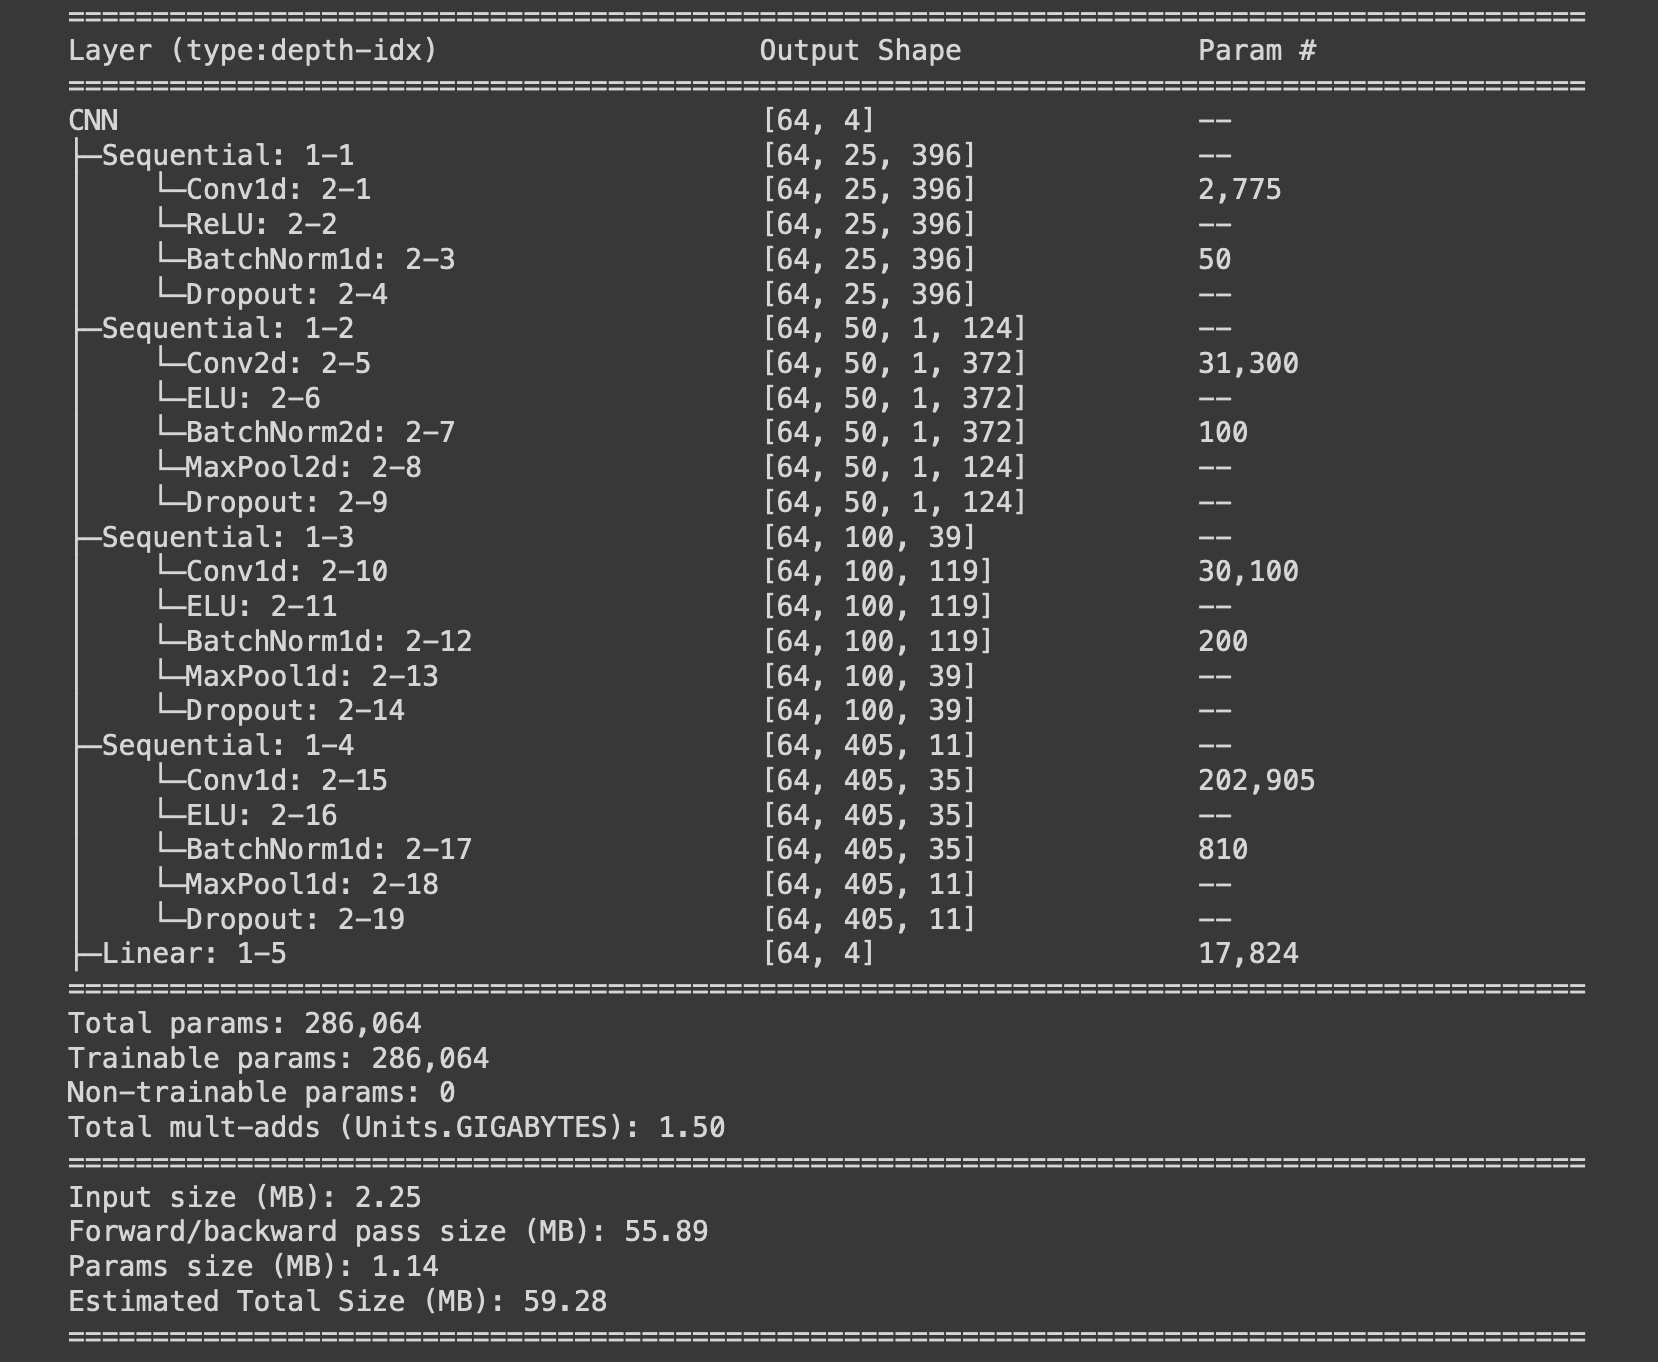 ==========================================================================================
Layer (type:depth-idx)                   Output Shape              Param #
==========================================================================================
CNN                                      [64, 4]                   --
├─Sequential: 1-1                        [64, 25, 396]             --
│    └─Conv1d: 2-1                       [64, 25, 396]             2,775
│    └─ReLU: 2-2                         [64, 25, 396]             --
│    └─BatchNorm1d: 2-3                  [64, 25, 396]             50
│    └─Dropout: 2-4                      [64, 25, 396]             --
├─Sequential: 1-2                        [64, 50, 1, 124]          --
│    └─Conv2d: 2-5                       [64, 50, 1, 372]          31,300
│    └─ELU: 2-6                          [64, 50, 1, 372]          --
│    └─BatchNorm2d: 2-7                  [64, 50, 1, 372]          100
│    └─MaxPool2d: 2-8                    [64, 50, 1, 124]          --
│    └─Dropout: 2-9                      [64, 50, 1, 124]          --
├─Sequential: 1-3                        [64, 100, 39]             --
│    └─Conv1d: 2-10                      [64, 100, 119]            30,100
│    └─ELU: 2-11                         [64, 100, 119]            --
│    └─BatchNorm1d: 2-12                 [64, 100, 119]            200
│    └─MaxPool1d: 2-13                   [64, 100, 39]             --
│    └─Dropout: 2-14                     [64, 100, 39]             --
├─Sequential: 1-4                        [64, 405, 11]             --
│    └─Conv1d: 2-15                      [64, 405, 35]             202,905
│    └─ELU: 2-16                         [64, 405, 35]             --
│    └─BatchNorm1d: 2-17                 [64, 405, 35]             810
│    └─MaxPool1d: 2-18                   [64, 405, 11]             --
│    └─Dropout: 2-19                     [64, 405, 11]             --
├─Linear: 1-5                            [64, 4]                   17,824
==========================================================================================
Total params: 286,064
Trainable params: 286,064
Non-trainable params: 0
Total mult-adds (Units.GIGABYTES): 1.50
==========================================================================================
Input size (MB): 2.25
Forward/backward pass size (MB): 55.89
Params size (MB): 1.14
Estimated Total Size (MB): 59.28
==========================================================================================